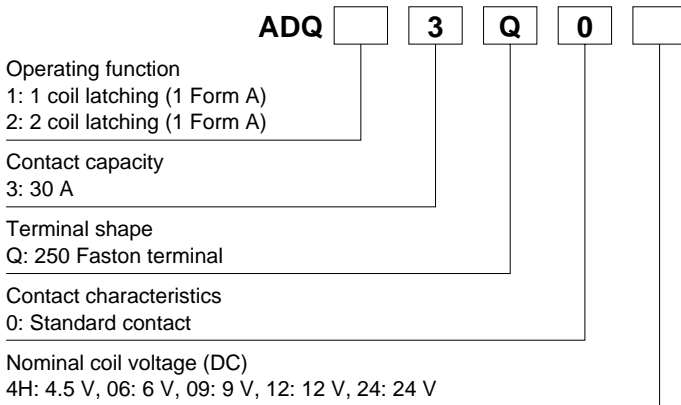 ADQ 3 Q 0
Operating function
1: 1 coil latching (1 Form A)
2: 2 coil latching (1 Form A)
Contact capacity
3: 30 A
Terminal shape
Q: 250 Faston terminal
Contact characteristics
0: Standard contact
Nominal coil voltage (DC)
4H: 4.5 V, 06: 6 V, 09: 9 V, 12: 12 V, 24: 24 V